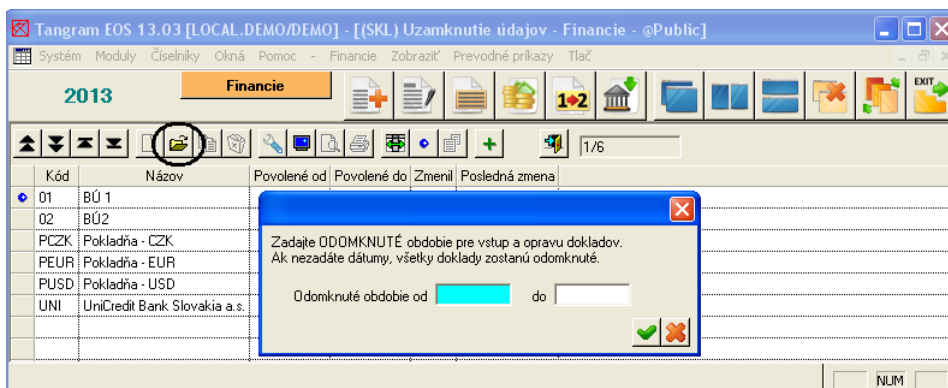 Tangram EOS 13.03 [LOCAL.DEMO/DEMO] - [(SKL) Uzamknutie údajov - Financie - @Public]
Systém Moduly Číselníky Okná Pomoc - Financie Zobraziť Prevodné príkazy Tlač
2013 Financie 1➔2 EXIT
1/6
Kód Názov Povolené od Povolené do Zmenil Posledná zmena
01 BÚ 1
02 BÚ2
PCZK Pokladňa - CZK
PEUR Pokladňa - EUR
PUSD Pokladňa - USD
UNI UniCredit Bank Slovakia a.s.
Zadajte ODOMKNUTÉ obdobie pre vstup a opravu dokladov.
Ak nezadáte dátumy, všetky doklady zostanú odomknuté.
Odomknuté obdobie od do
NUM